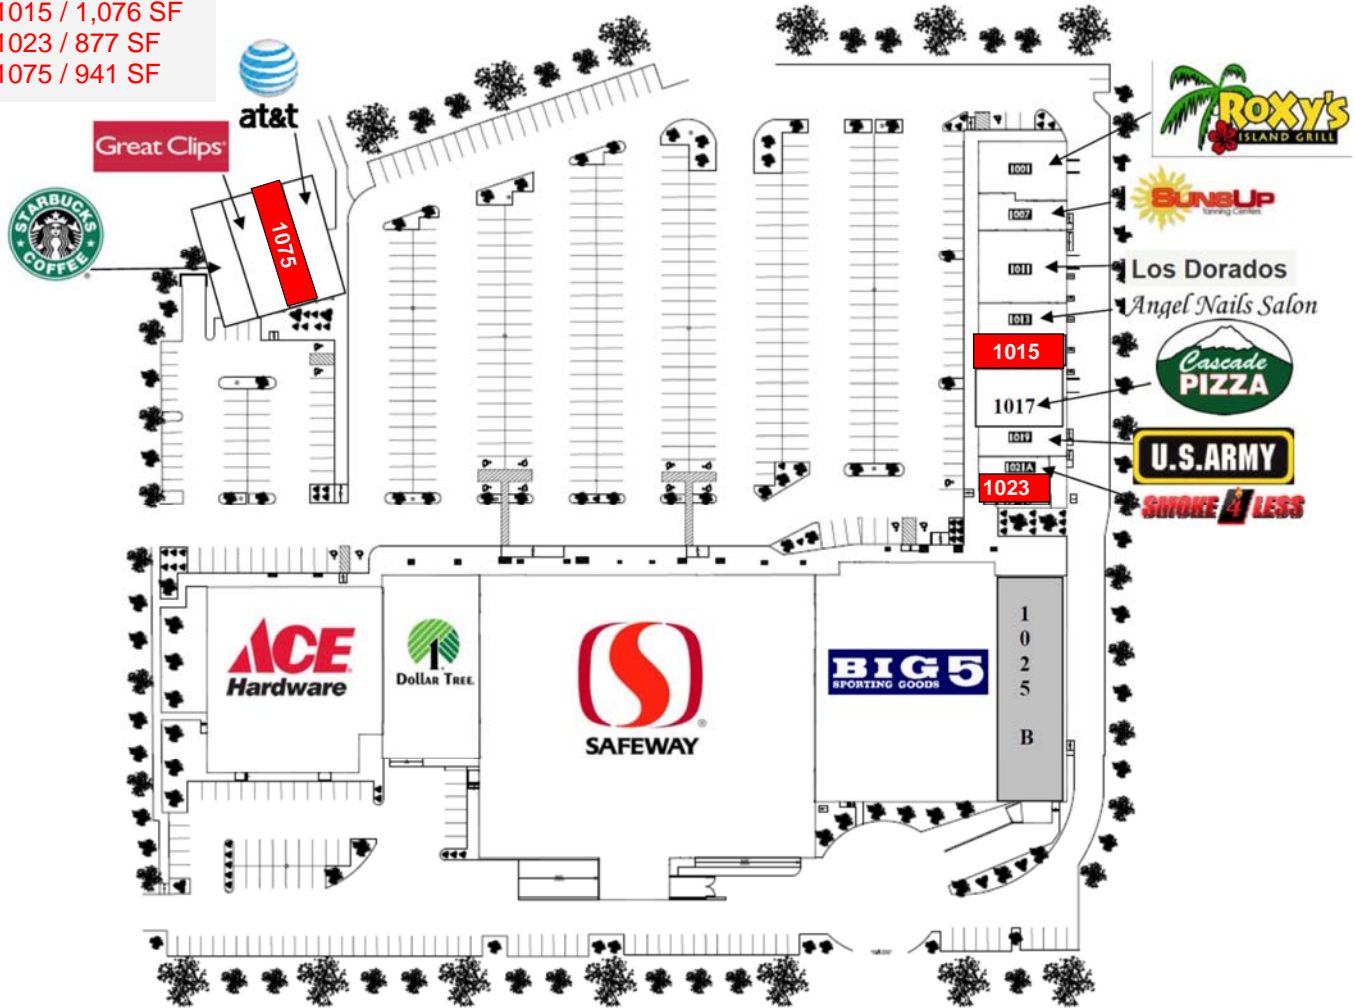 1015 / 1,076 SF
1023 / 877 SF
1075 / 941 SF
at&t
Great Clips
STARBUCKS
COFFEE
1075
ROXY'S
ISLAND GRILL
1001
SUNSUP
Tanning Centers
1007
Los Dorados
1011
Angel Nails Salon
1013
1015
Cascade
PIZZA
1017
1019
U.S.ARMY
1021A
1023
SMOKE 4 LESS
ACE
Hardware
DOLLAR TREE
SAFEWAY
BIG 5
SPORTING GOODS
1
0
2
5
B